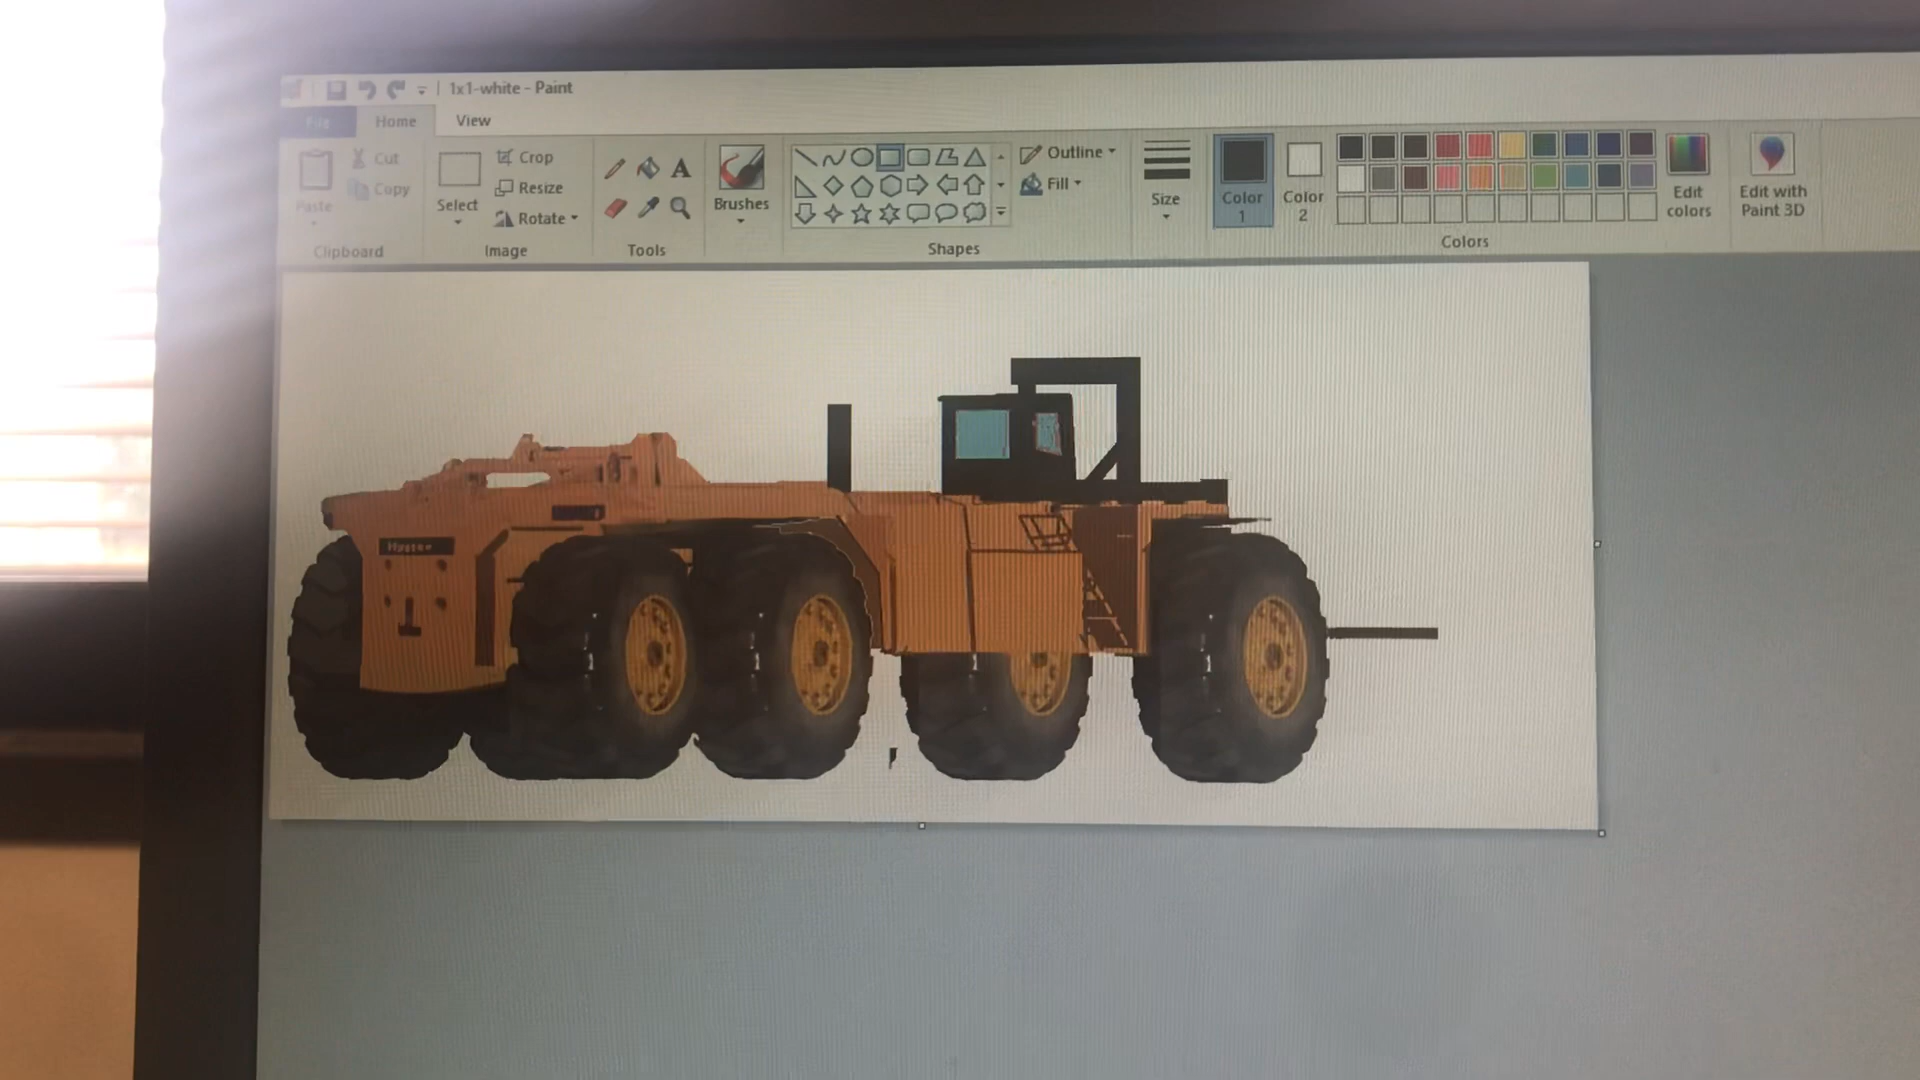 1x1-white - Paint
File
Home
View
Paste
Cut
Copy
Clipboard
Select
Crop
Resize
Rotate
Image
A
Tools
Brushes
Shapes
Outline
Fill
Size
Color
1
Color
2
Colors
Edit
colors
Edit with
Paint 3D